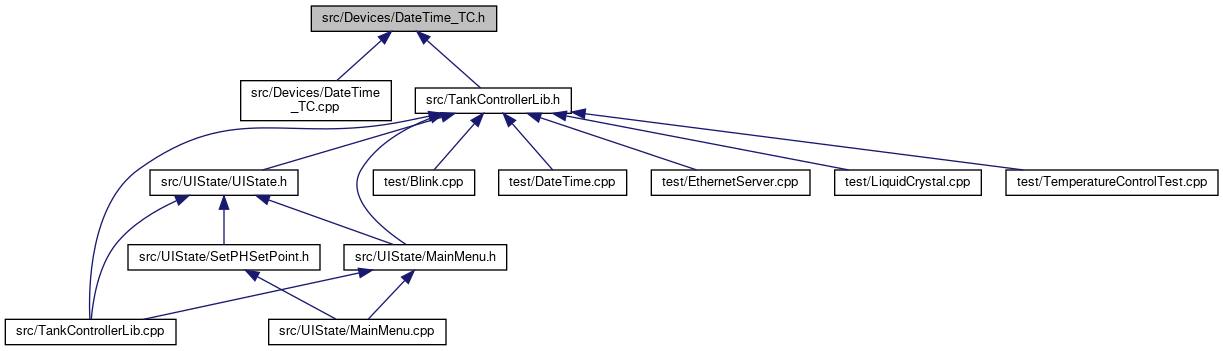 src/Devices/DateTime_TC.h
src/Devices/DateTime
_TC.cpp
src/TankControllerLib.h
src/UIState/UIState.h
test/Blink.cpp
test/DateTime.cpp
test/EthernetServer.cpp
test/LiquidCrystal.cpp
test/TemperatureControlTest.cpp
src/UIState/SetPHSetPoint.h
src/UIState/MainMenu.h
src/TankControllerLib.cpp
src/UIState/MainMenu.cpp